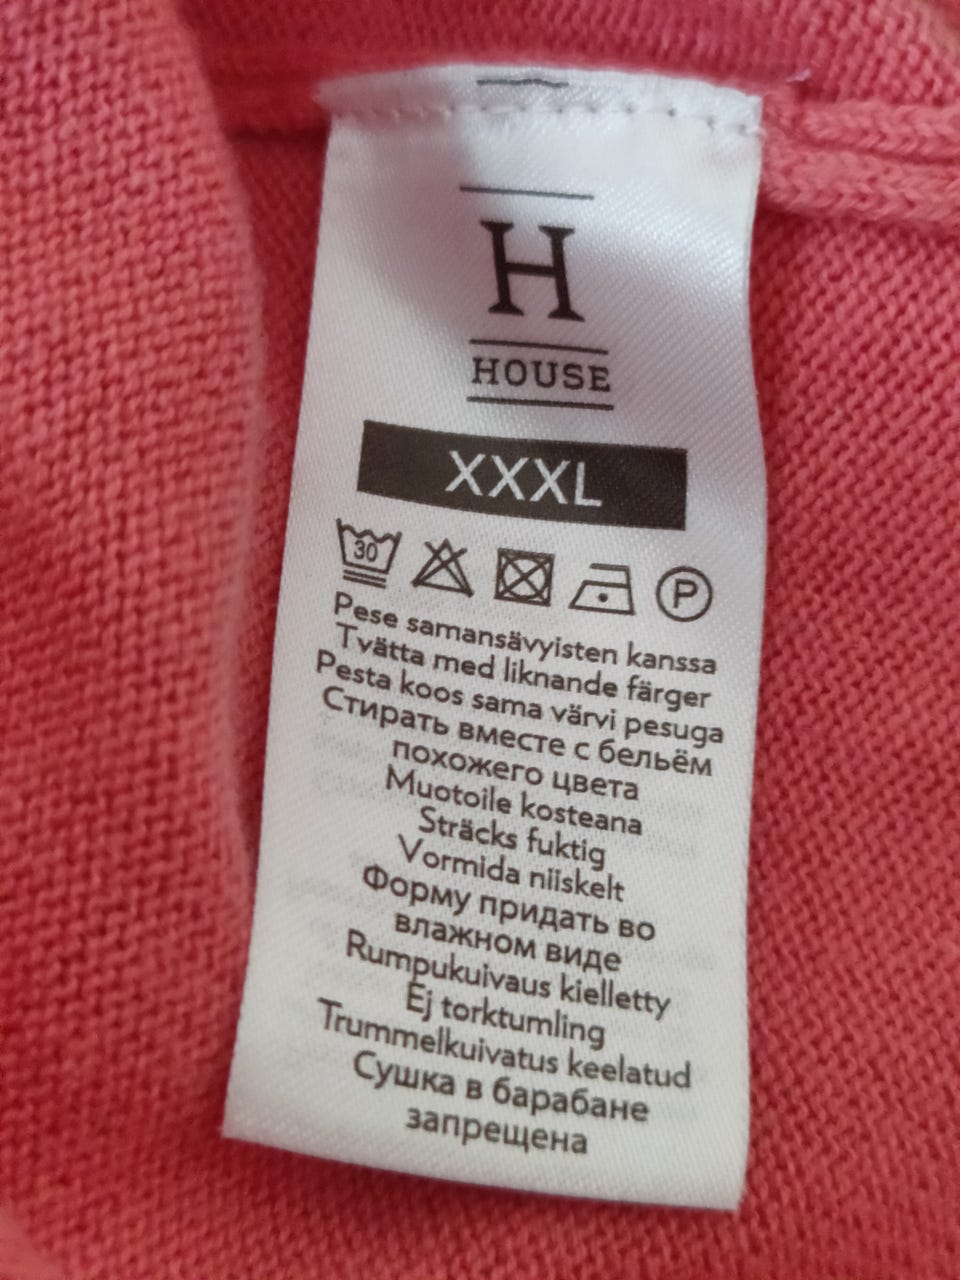 H
HOUSE
XXXL
30
P
Pese samansävyisten kanssa
Tvätta med liknande färger
Pesta koos sama värvi pesuga
Стирать вместе с бельём
похожего цвета
Muotoile kosteana
Sträcks fuktig
Vormida niiskelt
Форму придать во
влажном виде
Rumpukuivaus kielletty
Ej torktumling
Trummelkuivatus keelatud
Сушка в барабане
запрещена